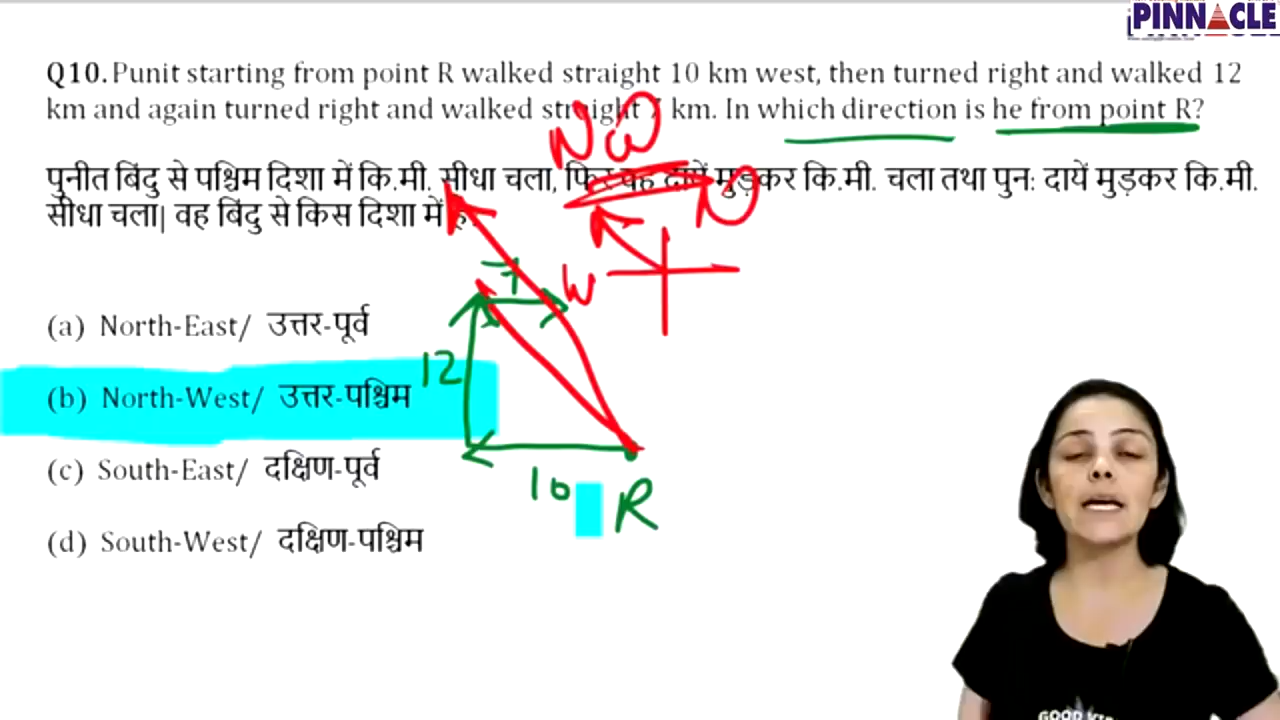 PINNACLE
Q10. Punit starting from point R walked straight 10 km west, then turned right and walked 12
km and again turned right and walked straight 7 km. In which direction is he from point R?
पुनीत बिंदु से पश्चिम दिशा में कि.मी. सीधा चला, फिर वह दायें मुड़कर कि.मी. चला तथा पुन: दायें मुड़कर कि.मी.
सीधा चला| वह बिंदु से किस दिशा में है
NW
N
7
W
(a) North-East/ उत्तर-पूर्व
12
(b) North-West/ उत्तर-पश्चिम
(c) South-East/ दक्षिण-पूर्व
10
R
(d) South-West/ दक्षिण-पश्चिम
GOOD